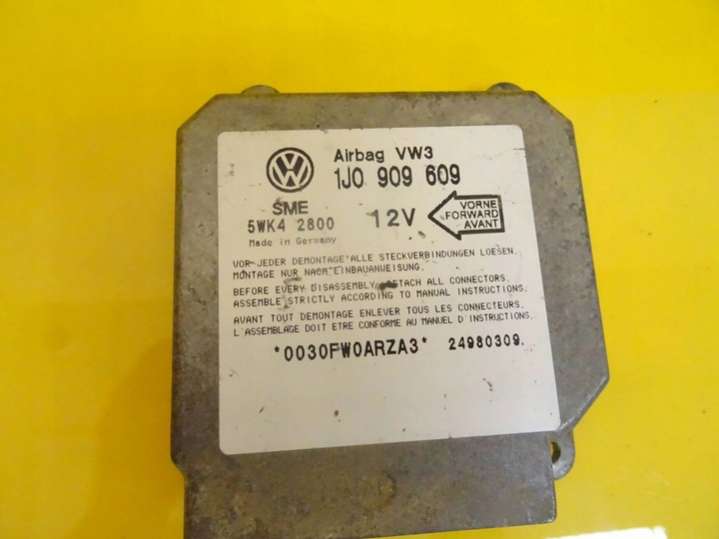 VW
Airbag VW3
1J0 909 609
SME
5WK4 2800
Made in Germany
12V
VORNE
FORWARD
AVANT
VOR JEDER DEMONTAGE ALLE STECKVERBINDUNGEN LOESEN.
MONTAGE NUR NACH EINBAUANWEISUNG.
BEFORE EVERY DISASSEMBLY DETACH ALL CONNECTORS.
ASSEMBLE STRICTLY ACCORDING TO MANUAL INSTRUCTIONS.
AVANT TOUT DEMONTAGE ENLEVER TOUS LES CONNECTEURS.
L'ASSEMBLAGE DOIT ETRE CONFORME AU MANUEL D'INSTRUCTIONS.
*0030FW0ARZA3* 24980309.